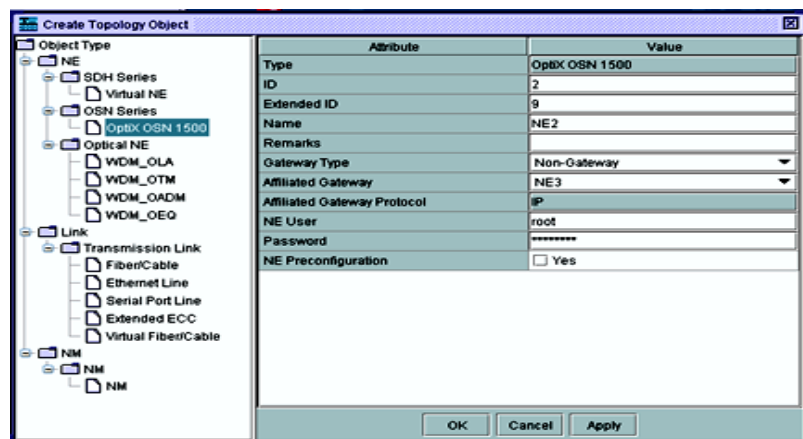 Create Topology Object
Object Type
NE
SDH Series
Virtual NE
OSN Series
OptiX OSN 1500
Optical NE
WDM_OLA
WDM_OTM
WDM_OADM
WDM_OEQ
Link
Transmission Link
Fiber/Cable
Ethernet Line
Serial Port Line
Extended ECC
Virtual Fiber/Cable
NM
NM
NM
Attribute Value
Type OptiX OSN 1500
ID 2
Extended ID 9
Name NE2
Remarks
Gateway Type Non-Gateway
Affiliated Gateway NE3
Affiliated Gateway Protocol IP
NE User root
Password ********
NE Preconfiguration Yes
OK Cancel Apply